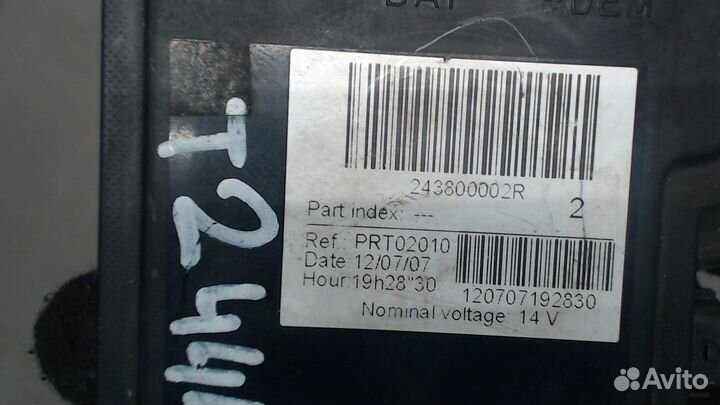 243800002R
Part index: --- 2
Ref.: PRT02010
Date 12/07/07
Hour:19h28"30
120707192830
Nominal voltage: 14 V
Avito